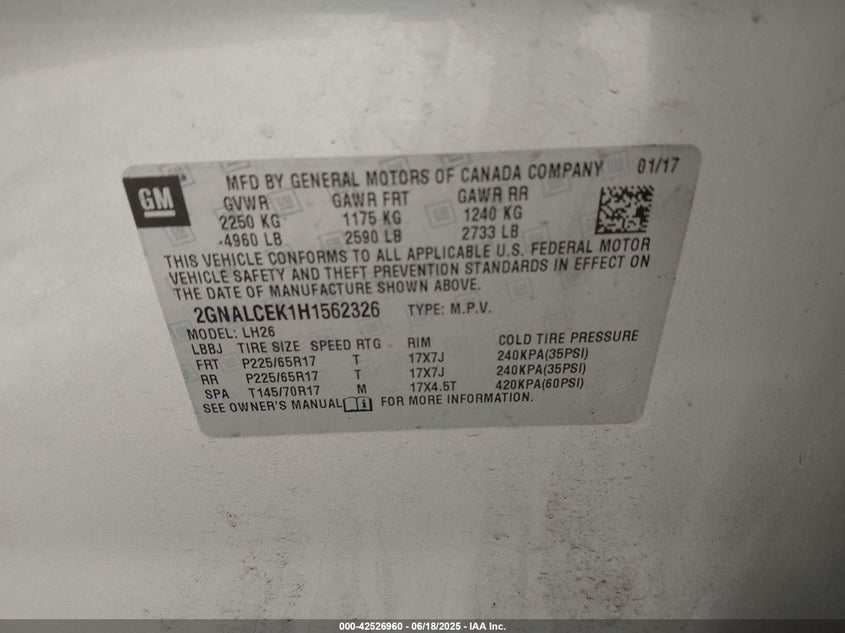 GM
MFD BY GENERAL MOTORS OF CANADA COMPANY 01/17
GVWR GAWR FRT GAWR RR
2250 KG 1175 KG 1240 KG
4960 LB 2590 LB 2733 LB
THIS VEHICLE CONFORMS TO ALL APPLICABLE U.S. FEDERAL MOTOR
VEHICLE SAFETY AND THEFT PREVENTION STANDARDS IN EFFECT ON
THE DATE OF MANUFACTURE SHOWN ABOVE.
2GNALCEK1H1562326 TYPE: M.P.V.
MODEL: LH26
LBBJ TIRE SIZE SPEED RTG RIM COLD TIRE PRESSURE
FRT P225/65R17 T 17X7J 240KPA(35PSI)
RR P225/65R17 T 17X7J 240KPA(35PSI)
SPA T145/70R17 M 17X4.5T 420KPA(60PSI)
SEE OWNER'S MANUAL FOR MORE INFORMATION.
000-42526960 - 06/18/2025 - IAA Inc.